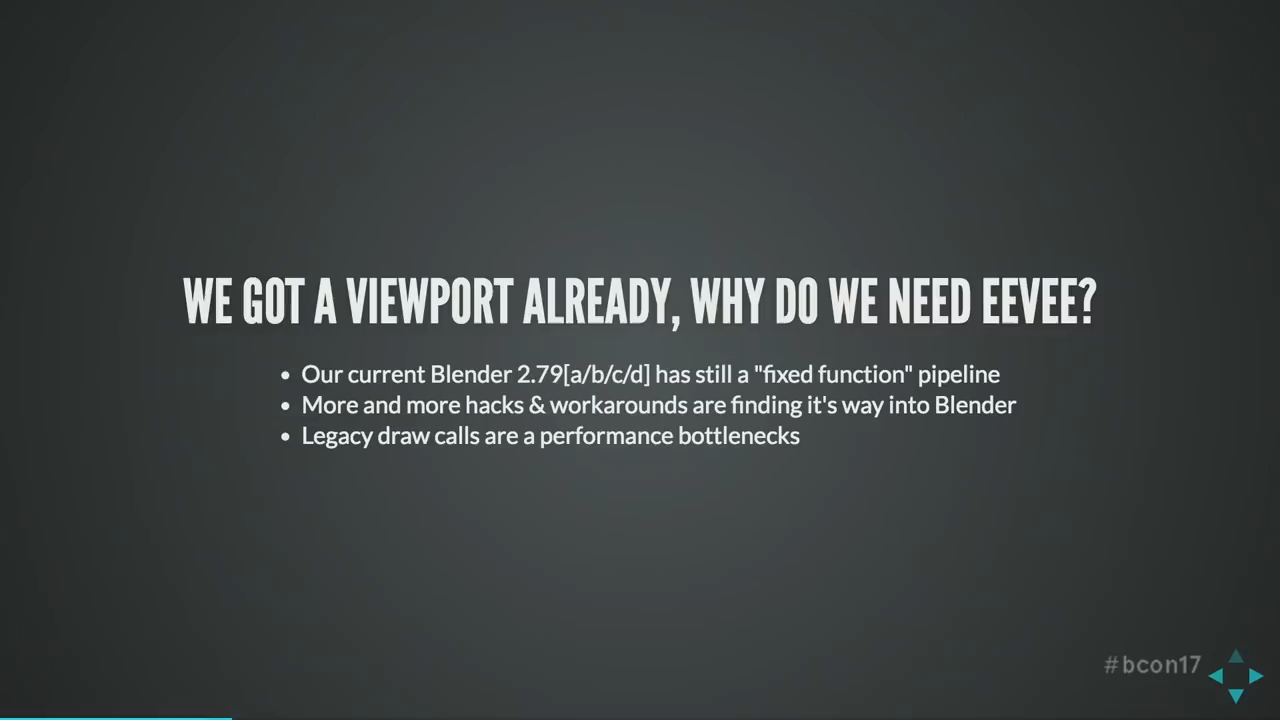 WE GOT A VIEWPORT ALREADY, WHY DO WE NEED EEVEE?
• Our current Blender 2.79[a/b/c/d] has still a "fixed function" pipeline
• More and more hacks & workarounds are finding it's way into Blender
• Legacy draw calls are a performance bottlenecks
#bcon17